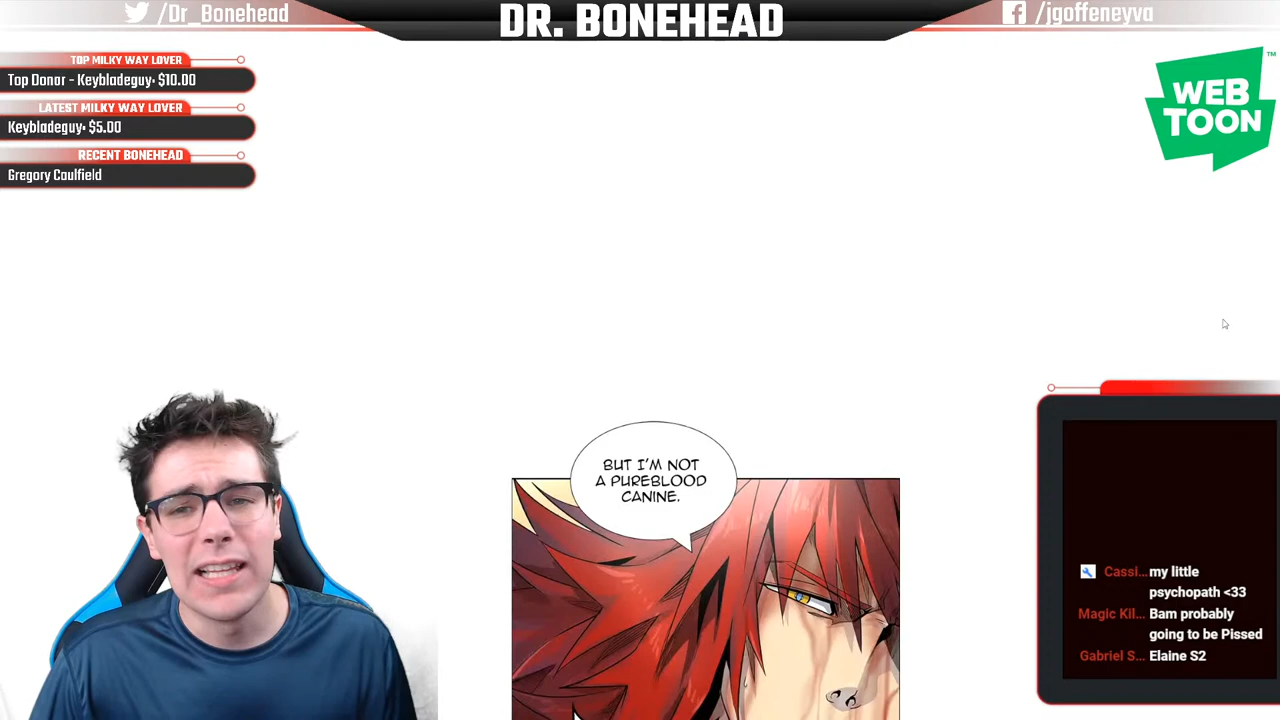 /Dr_Bonehead
DR. BONEHEAD
/jgoffeneyva
TOP MILKY WAY LOVER
Top Donor - Keybladeguy: $10.00
LATEST MILKY WAY LOVER
Keybladeguy: $5.00
RECENT BONEHEAD
Gregory Caulfield
WEB
TOON™
BUT I'M NOT
A PUREBLOOD
CANINE.
Cassi... my little
psychopath <33
Magic Kil... Bam probably
going to be Pissed
Gabriel S... Elaine S2